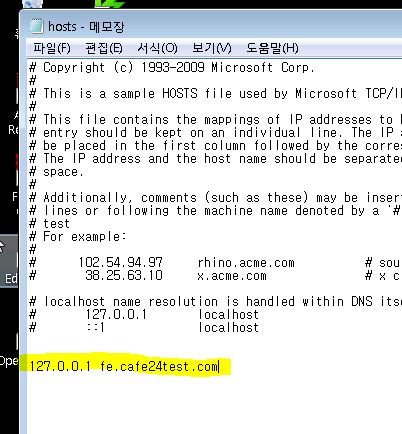 hosts - 메모장
파일(F) 편집(E) 서식(O) 보기(V) 도움말(H)
# Copyright (c) 1993-2009 Microsoft Corp.
#
# This is a sample HOSTS file used by Microsoft TCP/I
#
# This file contains the mappings of IP addresses to
# entry should be kept on an individual line. The IP a
# be placed in the first column followed by the corres
# The IP address and the host name should be separate
# space.
#
# Additionally, comments (such as these) may be inser
# lines or following the machine name denoted by a '#
# test
# For example:
#
# 102.54.94.97 rhino.acme.com # sou
# 38.25.63.10 x.acme.com # x c
# localhost name resolution is handled within DNS itse
# 127.0.0.1 localhost
# ::1 localhost
127.0.0.1 fe.cafe24test.com